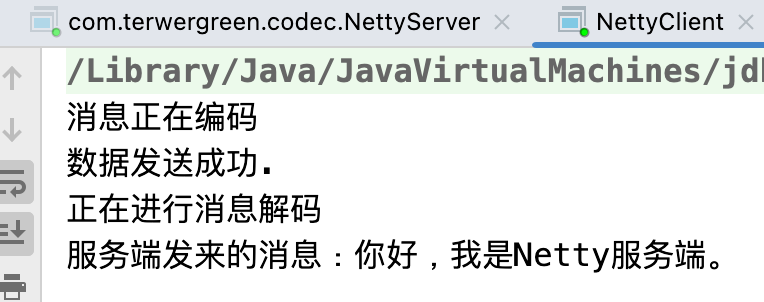 com.terwergreen.codec.NettyServer NettyClient
/Library/Java/JavaVirtualMachines/jd
消息正在编码
数据发送成功.
正在进行消息解码
服务端发来的消息：你好，我是Netty服务端。